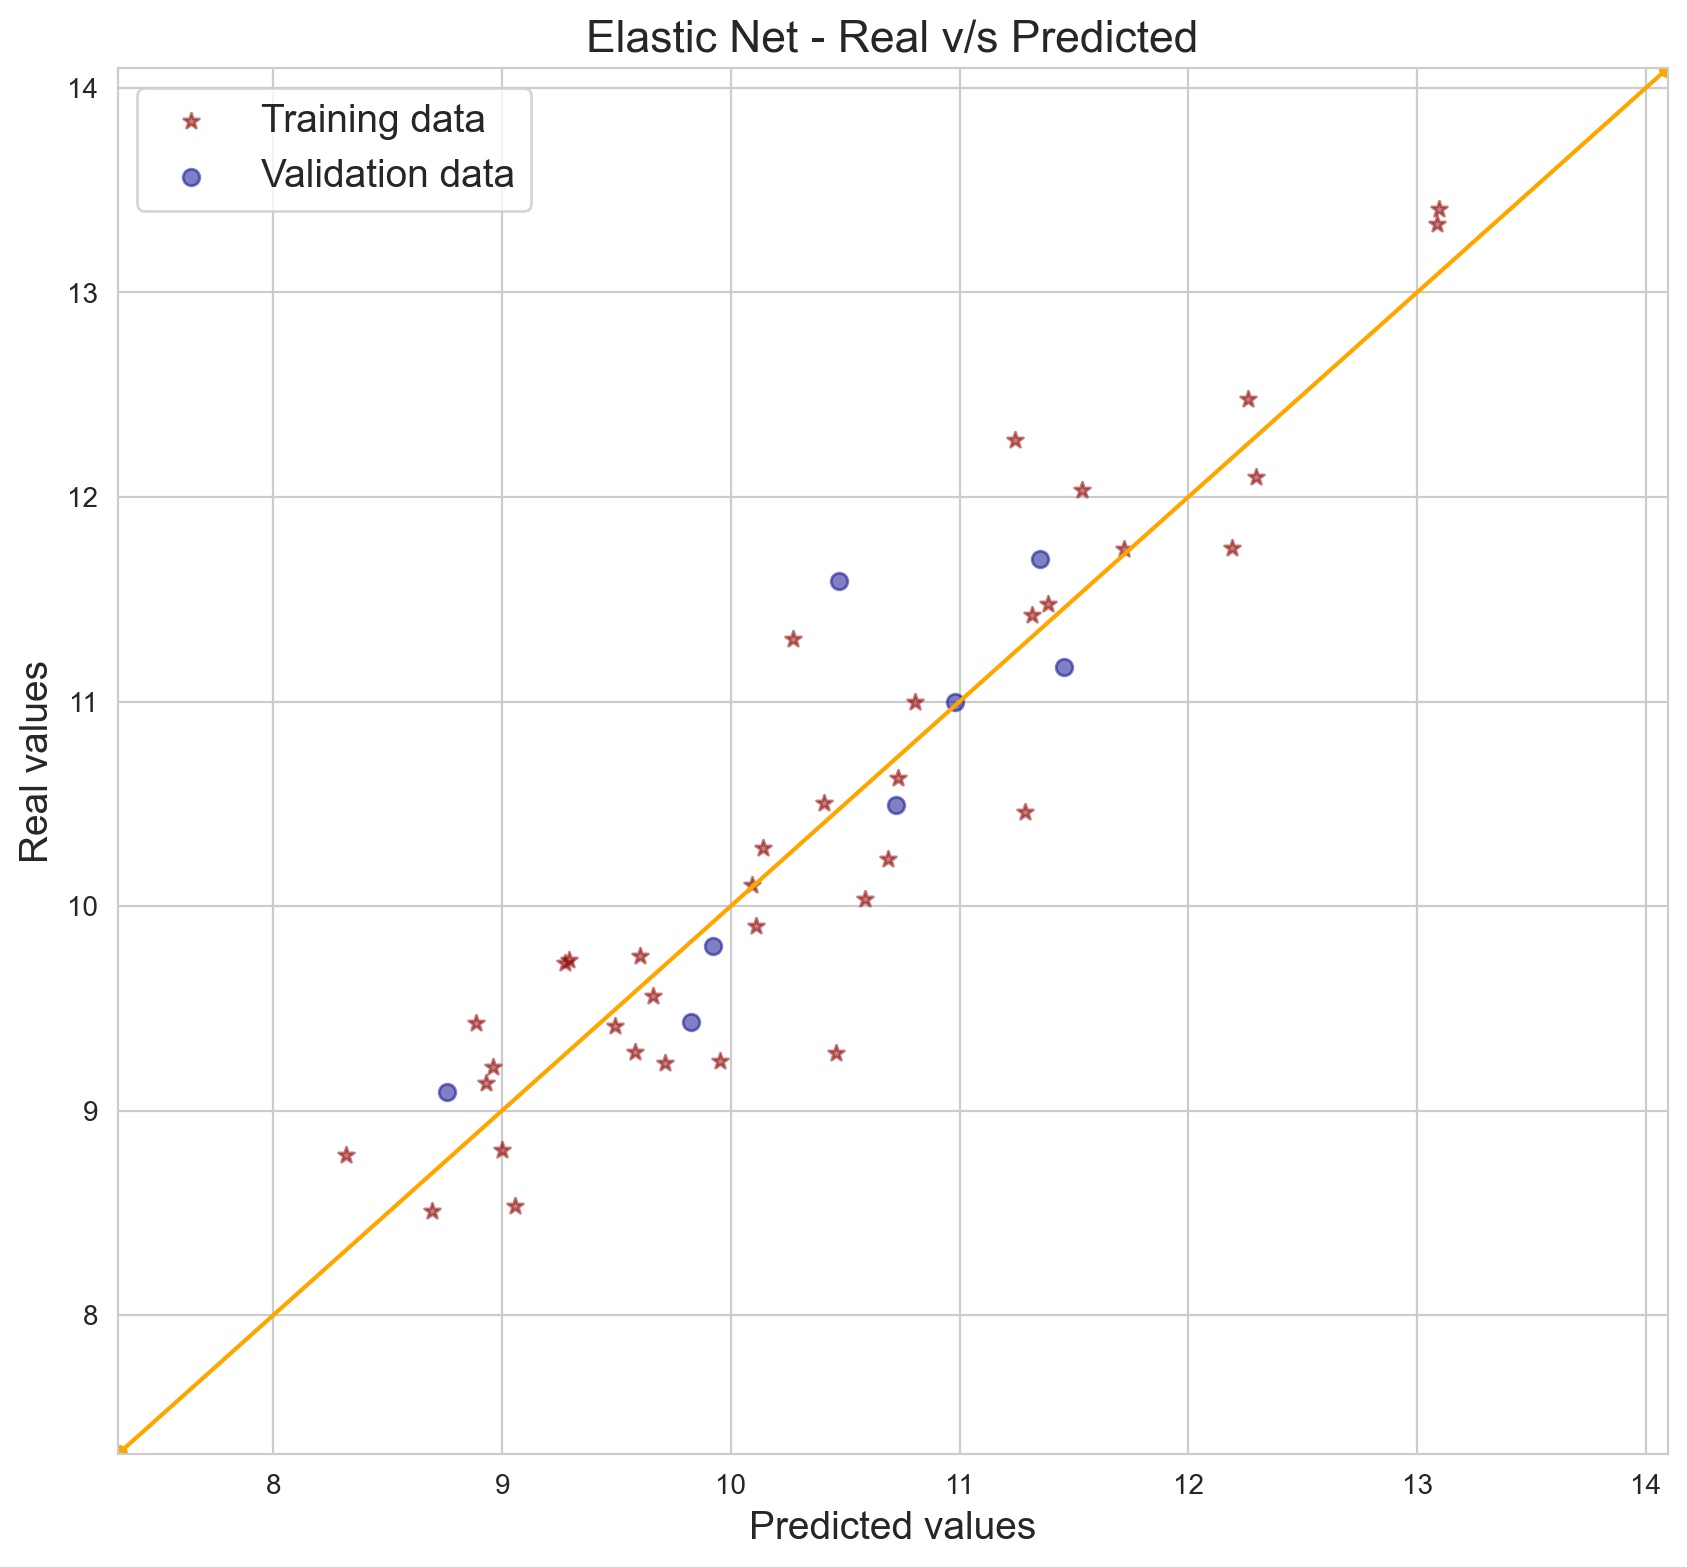 Elastic Net - Real v/s Predicted
Training data
Validation data
14
13
12
11
10
9
8
Real values
8
9
10
11
12
13
14
Predicted values